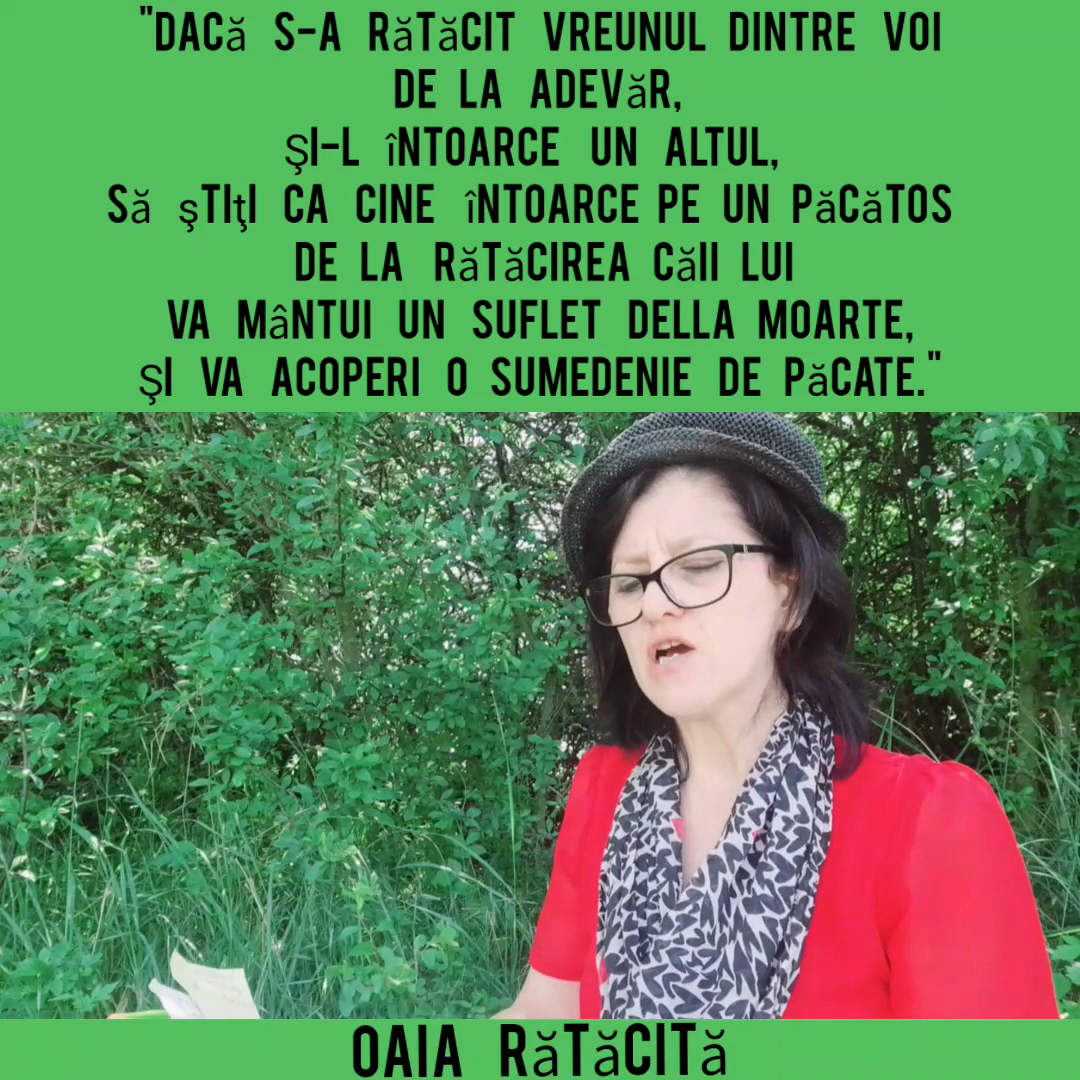 "DACă S-A RăTăCIT VREUNUL DINTRE VOI
DE LA ADEVăR,
ŞI-L îNTOARCE UN ALTUL,
Să şTIţI CA CINE îNTOARCE PE UN PăCăTOS
DE LA RăTăCIREA CăII LUI
VA MâNTUI UN SUFLET DELLA MOARTE,
ŞI VA ACOPERI O SUMEDENIE DE PăCATE."
OAIA RăTăCITă